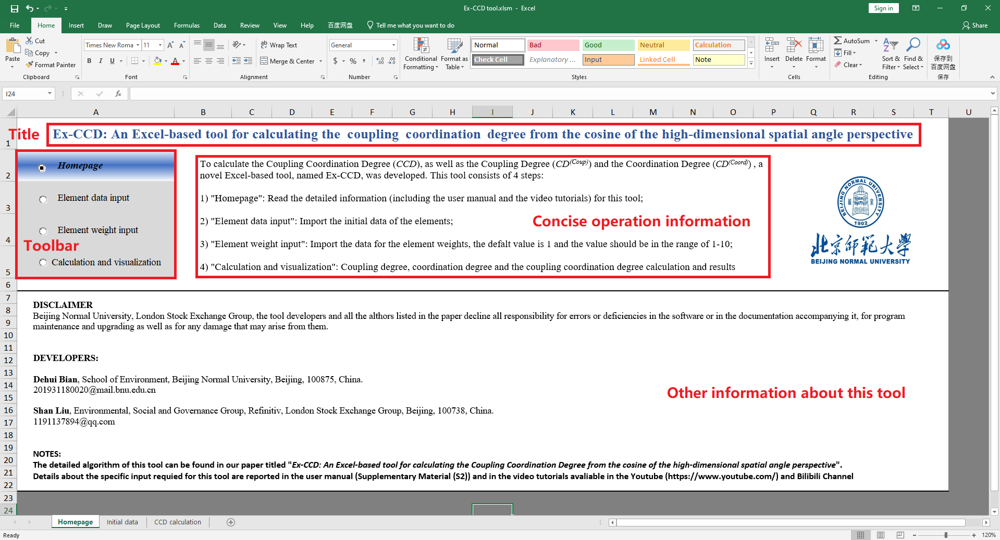 Ex-CCD tool.xlsm - Excel
Sign in
File Home Insert Draw Page Layout Formulas Data Review View Help 百度网盘 Tell me what you want to do
Share
Paste
Cut
Copy
Format Painter
Clipboard
Times New Roma 11
B I U
Font
Wrap Text
Merge & Center
Alignment
General
$ % ,
Number
Conditional Formatting
Format as Table
Normal Bad Good Neutral Calculation
Check Cell Explanatory ... Input Linked Cell Note
Styles
Insert Delete Format
Cells
AutoSum
Fill
Clear
Sort & Filter
Find & Select
Editing
保存到
百度网盘
保存
I24
fx
A B C D E F G H I J K L M N O P Q R S T U
Title
Ex-CCD: An Excel-based tool for calculating the coupling coordination degree from the cosine of the high-dimensional spatial angle perspective
1
2
3
4
5
6
7
8
9
10
11
12
13
14
15
16
17
18
19
20
21
22
23
24
Homepage
Element data input
Element weight input
Toolbar
Calculation and visualization
To calculate the Coupling Coordination Degree (CCD), as well as the Coupling Degree (CD(Coup)) and the Coordination Degree (CD(Coord)) , a
novel Excel-based tool, named Ex-CCD, was developed. This tool consists of 4 steps:
1) "Homepage": Read the detailed information (including the user manual and the video tutorials) for this tool;
2) "Element data input": Import the initial data of the elements;
Concise operation information
3) "Element weight input": Import the data for the element weights, the defalt value is 1 and the value should be in the range of 1-10;
4) "Calculation and visualization": Coupling degree, coordination degree and the coupling coordination degree calculation and results
BEIJING NORMAL UNIVERSITY
1902
北京师范大学
BEIJING NORMAL UNIVERSITY
DISCLAIMER
Beijing Normal University, London Stock Exchange Group, the tool developers and all the althors listed in the paper decline all responsibility for errors or deficiencies in the software or in the documentation accompanying it, for program
maintenance and upgrading as well as for any damage that may arise from them.
DEVELOPERS:
Dehui Bian, School of Environment, Beijing Normal University, Beijing, 100875, China.
201931180020@mail.bnu.edu.cn
Other information about this tool
Shan Liu, Environmental, Social and Governance Group, Refinitiv, London Stock Exchange Group, Beijing, 100738, China.
1191137894@qq.com
NOTES:
The detailed algorithm of this tool can be found in our paper titled "Ex-CCD: An Excel-based tool for calculating the Coupling Coordination Degree from the cosine of the high-dimensional spatial angle perspective".
Details about the specific input requied for this tool are reported in the user manual (Supplementary Material (S2)) and in the video tutorials avaliable in the Youtube (https://www.youtube.com/) and Bilibili Channel
Homepage Initial data CCD calculation
Ready
120%